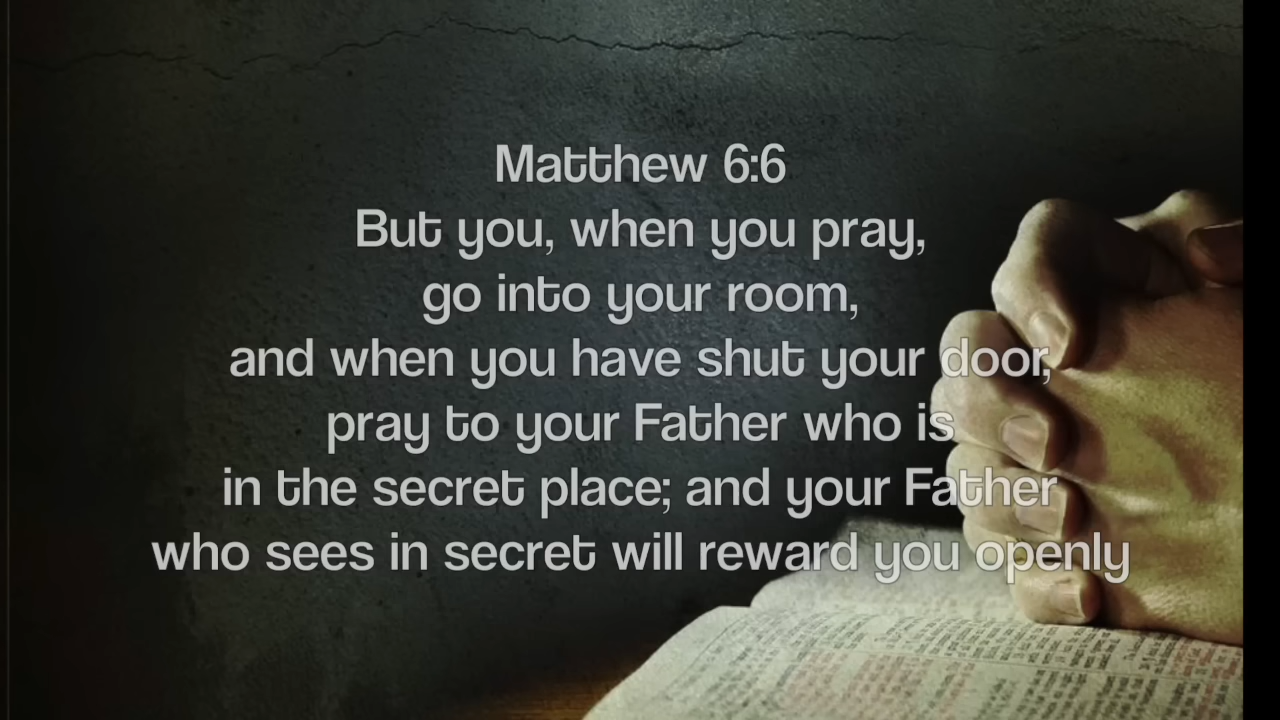 Matthew 6:6
But you, when you pray,
go into your room,
and when you have shut your door,
pray to your Father who is
in the secret place; and your Father
who sees in secret will reward you openly